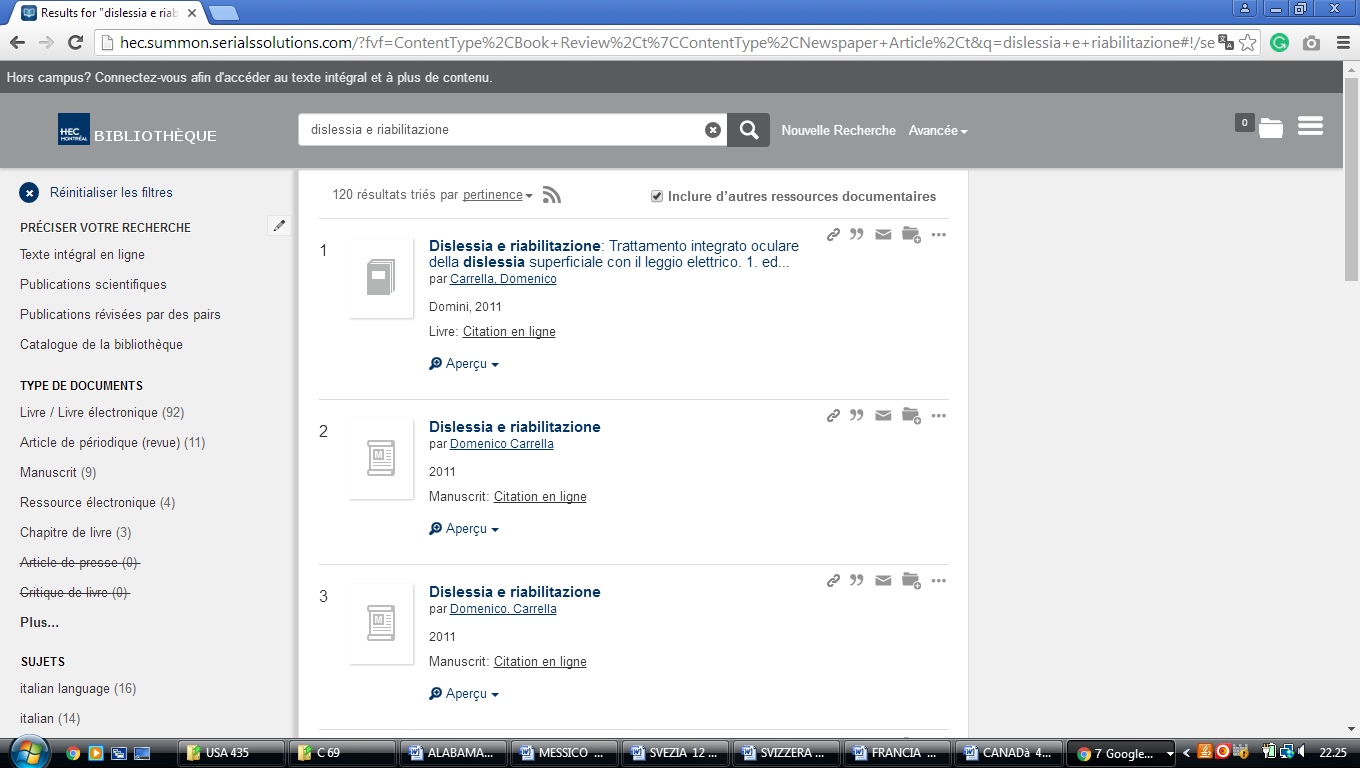 Results for "dislessia e riab
hec.summon.serialssolutions.com/?fvf=ContentType%2CBook+Review%2Ct%7CContentType%2CNewspaper+Article%2Ct&q=dislessia+e+riabilitazione#!/se
Hors campus? Connectez-vous afin d'accéder au texte intégral et à plus de contenu.
HEC MONTRÉAL BIBLIOTHÈQUE
dislessia e riabilitazione
Nouvelle Recherche Avancée
0
Réinitialiser les filtres
PRÉCISER VOTRE RECHERCHE
Texte intégral en ligne
Publications scientifiques
Publications révisées par des pairs
Catalogue de la bibliothèque
TYPE DE DOCUMENTS
Livre / Livre électronique (92)
Article de périodique (revue) (11)
Manuscrit (9)
Ressource électronique (4)
Chapitre de livre (3)
Article de presse (0)
Critique de livre (0)
Plus...
SUJETS
italian language (16)
italian (14)
120 résultats triés par pertinence
Inclure d’autres ressources documentaires
1
Dislessia e riabilitazione: Trattamento integrato oculare
della dislessia superficiale con il leggio elettrico. 1. ed...
par Carrella, Domenico
Domini, 2011
Livre: Citation en ligne
Aperçu
2
Dislessia e riabilitazione
par Domenico Carrella
2011
Manuscrit: Citation en ligne
Aperçu
3
Dislessia e riabilitazione
par Domenico. Carrella
2011
Manuscrit: Citation en ligne
Aperçu
USA 435
C 69
ALABAMA...
MESSICO ...
SVEZIA 12 ...
SVIZZERA ...
FRANCIA ...
CANADà 4...
7 Google...
22.25